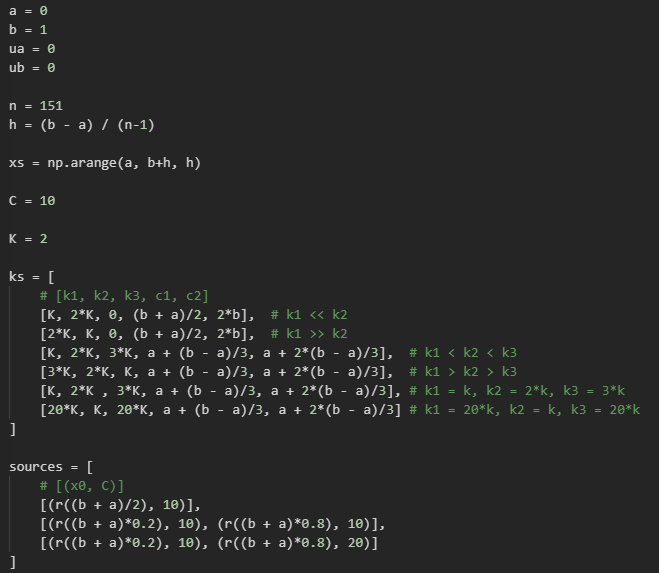 a = 0
b = 1
ua = 0
ub = 0
n = 151
h = (b - a) / (n-1)
xs = np.arange(a, b+h, h)
C = 10
K = 2
ks = [
    # [k1, k2, k3, c1, c2]
    [K, 2*K, 0, (b + a)/2, 2*b],  # k1 << k2
    [2*K, K, 0, (b + a)/2, 2*b],  # k1 >> k2
    [K, 2*K, 3*K, a + (b - a)/3, a + 2*(b - a)/3],  # k1 < k2 < k3
    [3*K, 2*K, K, a + (b - a)/3, a + 2*(b - a)/3],  # k1 > k2 > k3
    [K, 2*K , 3*K, a + (b - a)/3, a + 2*(b - a)/3], # k1 = k, k2 = 2*k, k3 = 3*k
    [20*K, K, 20*K, a + (b - a)/3, a + 2*(b - a)/3] # k1 = 20*k, k2 = k, k3 = 20*k
]
sources = [
    # [(x0, C)]
    [(r((b + a)/2), 10)],
    [(r((b + a)*0.2), 10), (r((b + a)*0.8), 10)],
    [(r((b + a)*0.2), 10), (r((b + a)*0.8), 20)]
]